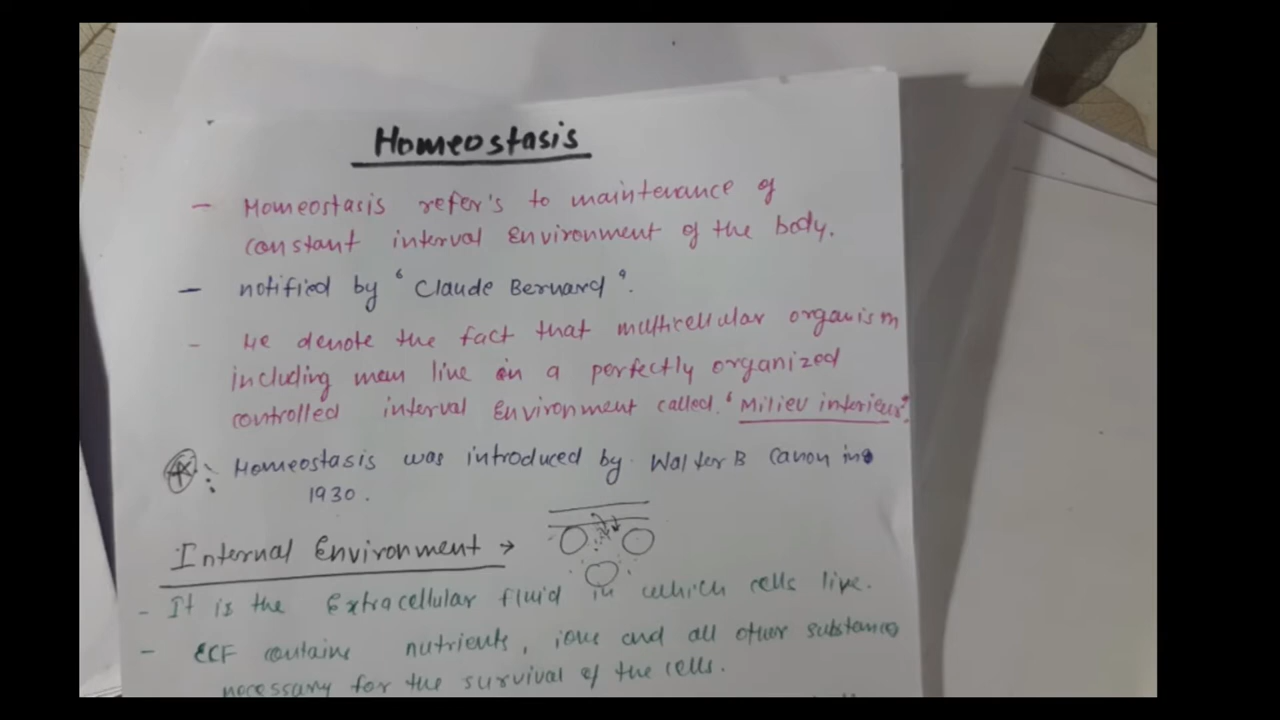 Homeostasis
- Homeostasis refer's to maintenance of
constant interval Environment of the body.
- notified by "Claude Bernard".
- He denote the fact that multicellular organism
including man live in a perfectly organized
controlled interval Environment called "Milieu interieur".
Homeostasis was introduced by Walter B Canon in
1930.
Internal Environment →
- It is the Extracellular fluid in which cells live.
- ECF contains nutrients, ions and all other substances
necessary for the survival of the cells.